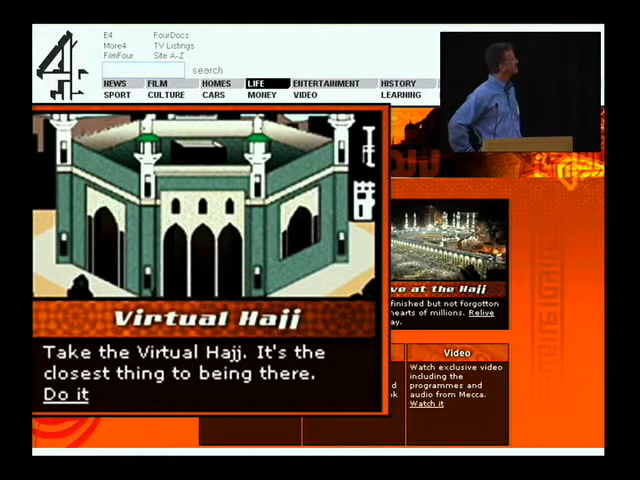 E4
FourDocs
More4
TV Listings
FilmFour
Site A-Z
search
NEWS FILM HOMES LIFE ENTERTAINMENT HISTORY
SPORT CULTURE CARS MONEY VIDEO LEARNING
Virtual Hajj
Take the Virtual Hajj. It's the
closest thing to being there.
Do it
ve at the Hajj
finished but not forgotten
hearts of millions. Relive
ay.
Video
Watch exclusive video
including the
programmes and
audio from Mecca.
Watch it